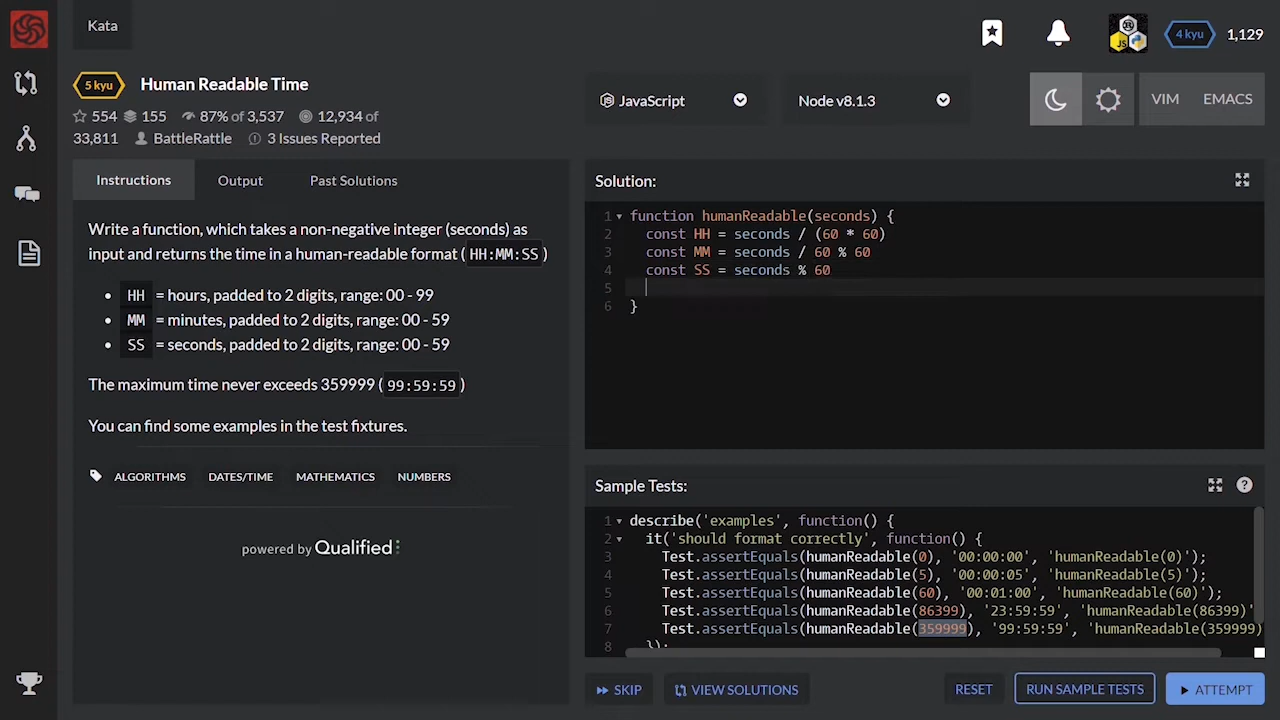 Kata
4 kyu
1,129
5 kyu
Human Readable Time
554 155 87% of 3,537 12,934 of
33,811 BattleRattle 3 Issues Reported
JavaScript
Node v8.1.3
VIM
EMACS
Instructions
Output
Past Solutions
Write a function, which takes a non-negative integer (seconds) as
input and returns the time in a human-readable format ( HH:MM:SS )
• HH = hours, padded to 2 digits, range: 00 - 99
• MM = minutes, padded to 2 digits, range: 00 - 59
• SS = seconds, padded to 2 digits, range: 00 - 59
The maximum time never exceeds 359999 ( 99:59:59 )
You can find some examples in the test fixtures.
ALGORITHMS DATES/TIME MATHEMATICS NUMBERS
powered by Qualified
Solution:
1 function humanReadable(seconds) {
2 const HH = seconds / (60 * 60)
3 const MM = seconds / 60 % 60
4 const SS = seconds % 60
5
6 }
Sample Tests:
1 describe('examples', function() {
2 it('should format correctly', function() {
3 Test.assertEquals(humanReadable(0), '00:00:00', 'humanReadable(0)');
4 Test.assertEquals(humanReadable(5), '00:00:05', 'humanReadable(5)');
5 Test.assertEquals(humanReadable(60), '00:01:00', 'humanReadable(60)');
6 Test.assertEquals(humanReadable(86399), '23:59:59', 'humanReadable(86399)'
7 Test.assertEquals(humanReadable(359999), '99:59:59', 'humanReadable(359999)
8 });
SKIP
VIEW SOLUTIONS
RESET
RUN SAMPLE TESTS
ATTEMPT